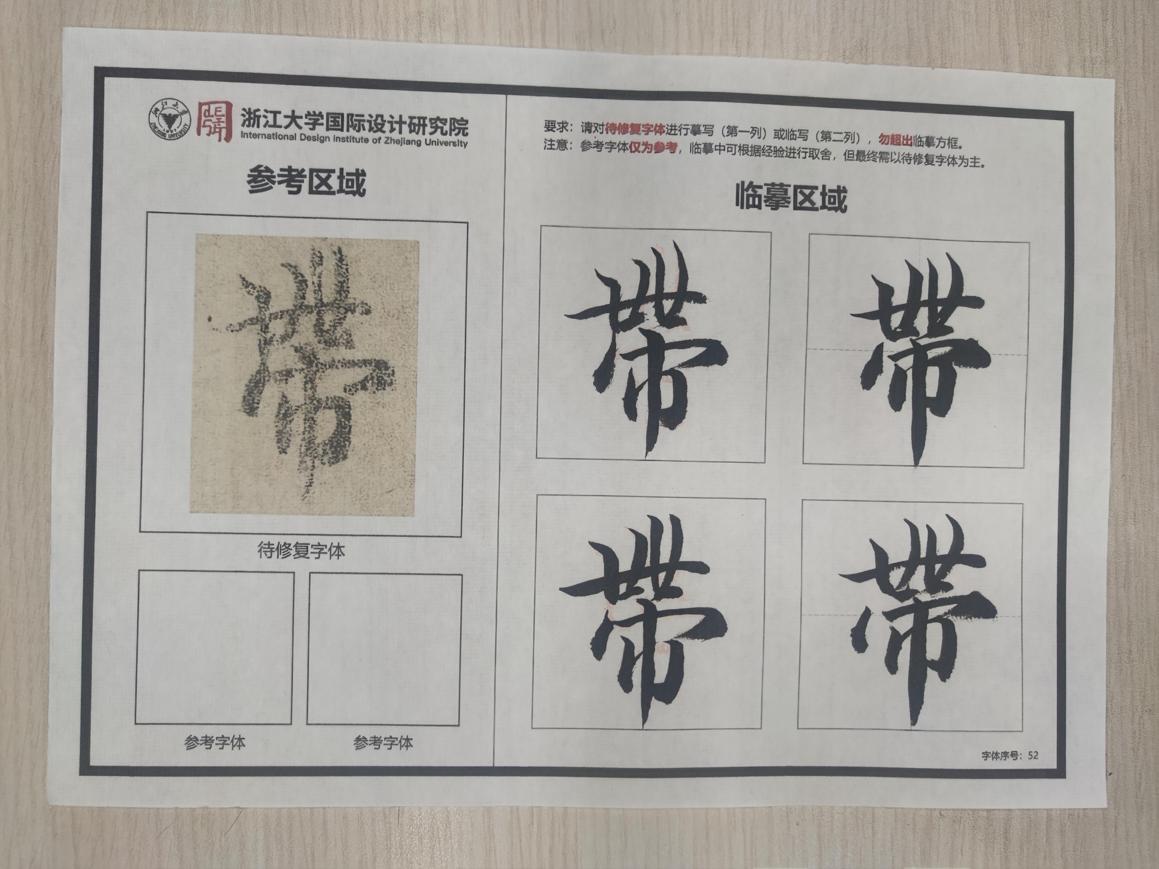 浙江大学国际设计研究院
International Design Institute of Zhejiang University
参考区域
帶
待修复字体
参考字体
参考字体
要求：请对待修复字体进行摹写（第一列）或临写（第二列），勿超出临摹方框。
注意：参考字体仅为参考，临摹中可根据经验进行取舍，但最终需以待修复字体为主。
临摹区域
帶 帶
帶 帶
字体序号：52